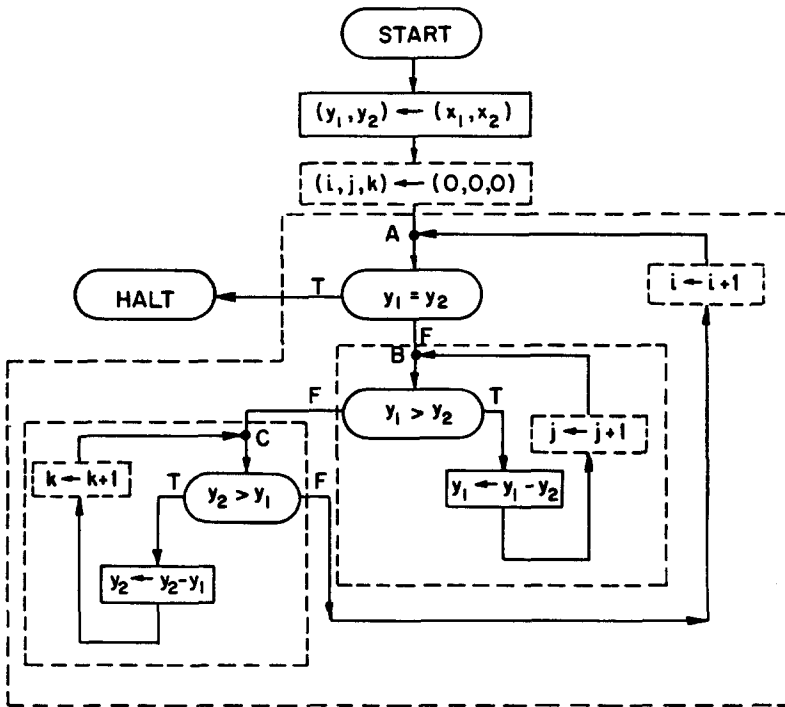 START
(y₁, y₂) ← (x₁, x₂)
(i, j, k) ← (0,0,0)
A
i ← i+1
HALT
T
y₁ = y₂
F
B
F
y₁ > y₂
T
j ← j+1
C
k ← k+1
T
y₂ > y₁
F
y₁ ← y₁-y₂
y₂ ← y₂-y₁